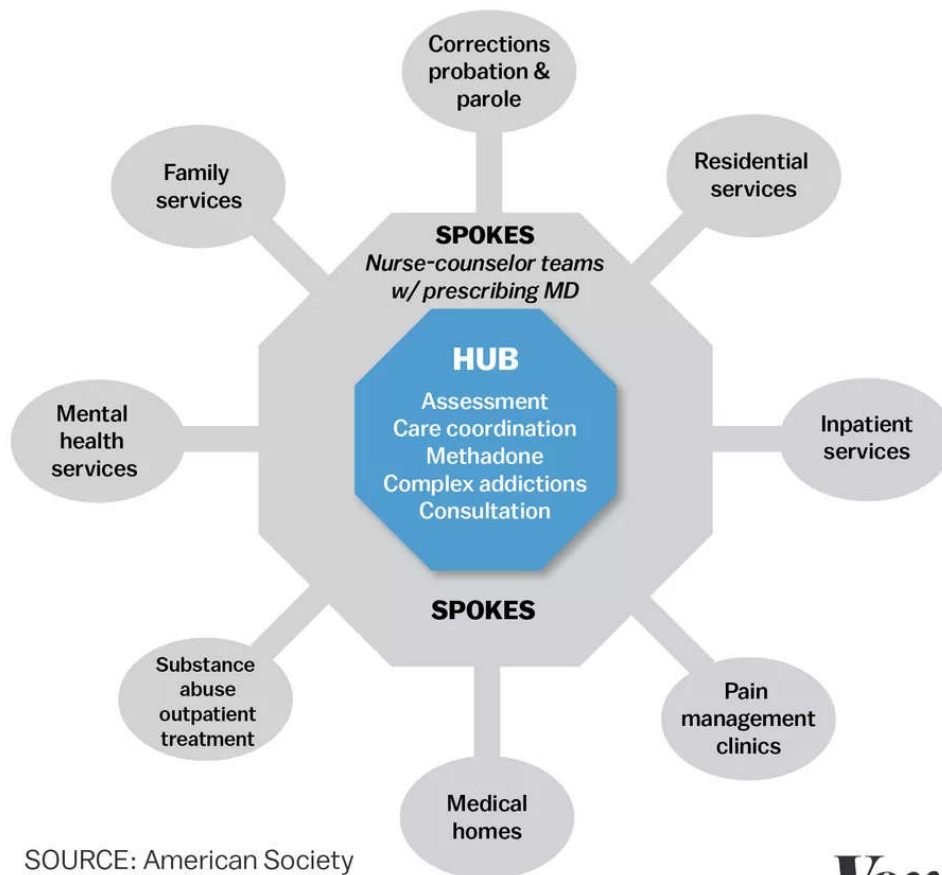 Corrections
probation &
parole
Family
services
Residential
services
SPOKES
Nurse-counselor teams
w/ prescribing MD
HUB
Assessment
Care coordination
Methadone
Complex addictions
Consultation
Mental
health
services
Inpatient
services
SPOKES
Substance
abuse
outpatient
treatment
Pain
management
clinics
Medical
homes
SOURCE: American Society